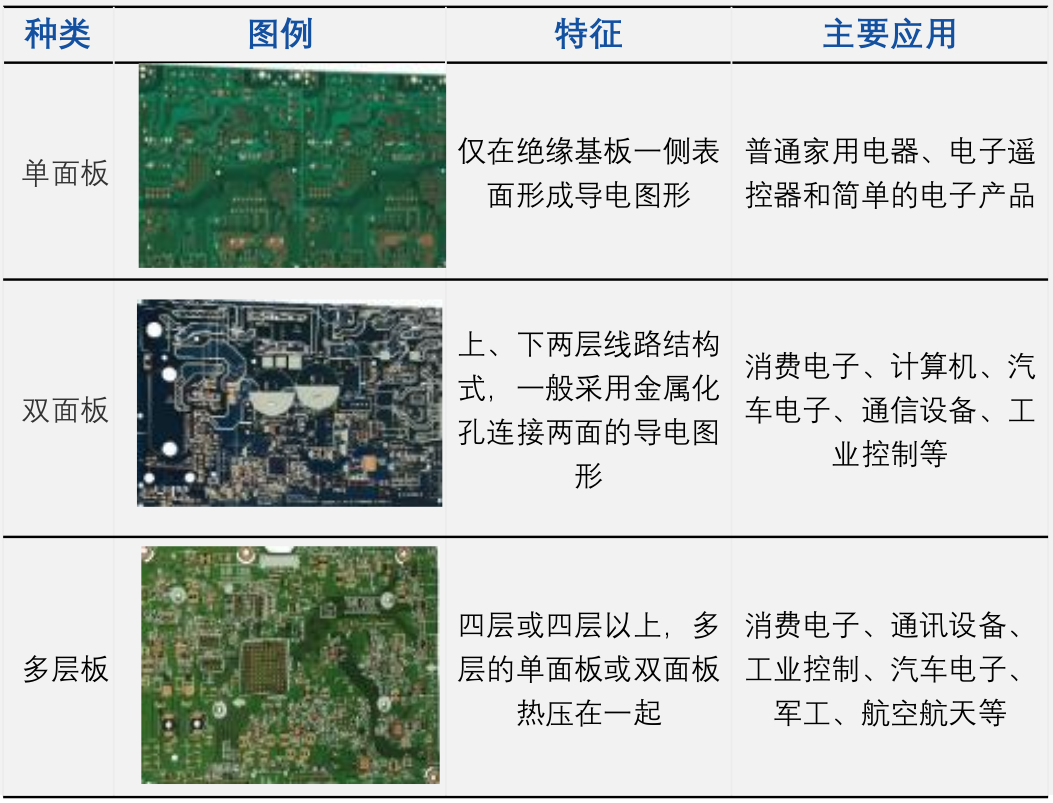 种类 图例 特征 主要应用
单面板
仅在绝缘基板一侧表
面形成导电图形
普通家用电器、电子遥
控器和简单的电子产品
双面板
上、下两层线路结构
式，一般采用金属化
孔连接两面的导电图
形
消费电子、计算机、汽
车电子、通信设备、工
业控制等
多层板
四层或四层以上，多
层的单面板或双面板
热压在一起
消费电子、通讯设备、
工业控制、汽车电子、
军工、航空航天等